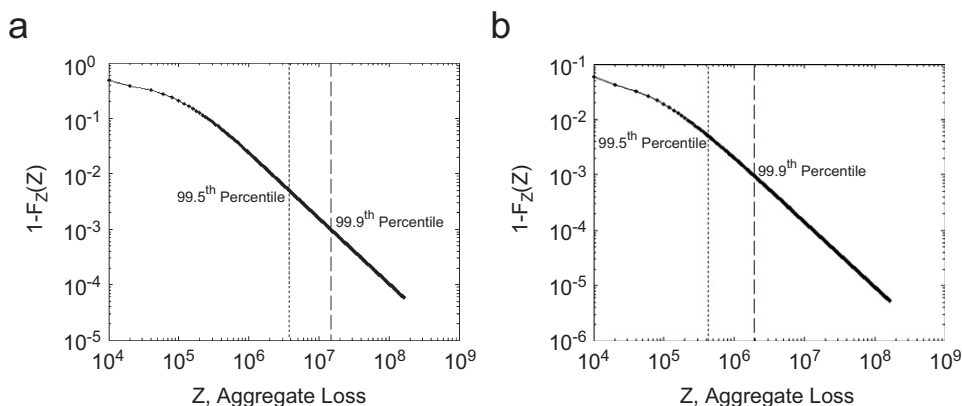 a
10^0
10^-1
10^-2
10^-3
10^-4
10^-5
1-F_Z(Z)
99.5^th Percentile
99.9^th Percentile
10^4 10^5 10^6 10^7 10^8 10^9
Z, Aggregate Loss
b
10^-1
10^-2
10^-3
10^-4
10^-5
10^-6
1-F_Z(Z)
99.5^th Percentile
99.9^th Percentile
10^4 10^5 10^6 10^7 10^8 10^9
Z, Aggregate Loss